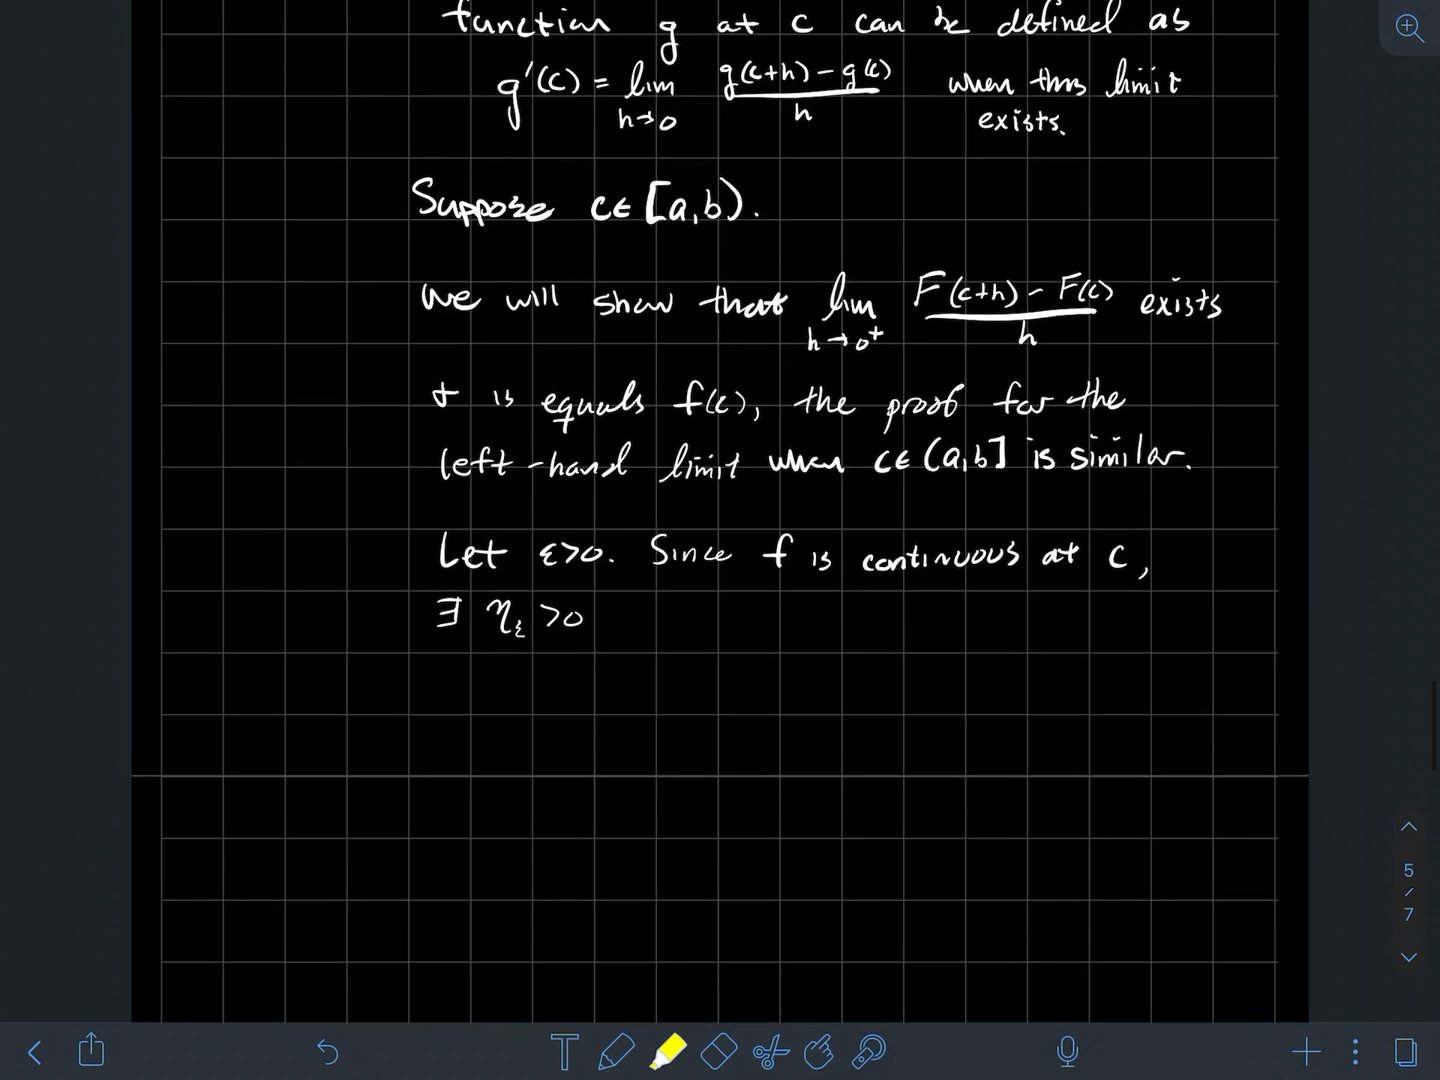 function g at c can be defined as
g'(c) = lim h→0 g(c+h) - g(c) / h when this limit
exists.
Suppose c∈ [a,b).
we will show that lim h→0+ F(c+h) - F(c) / h exists
+ is equals f(c), the proof for the
left-hand limit when c∈ (a,b] is similar.
Let ε>0. Since f is continuous at c,
∃ η_ε >0
5
/
7
T